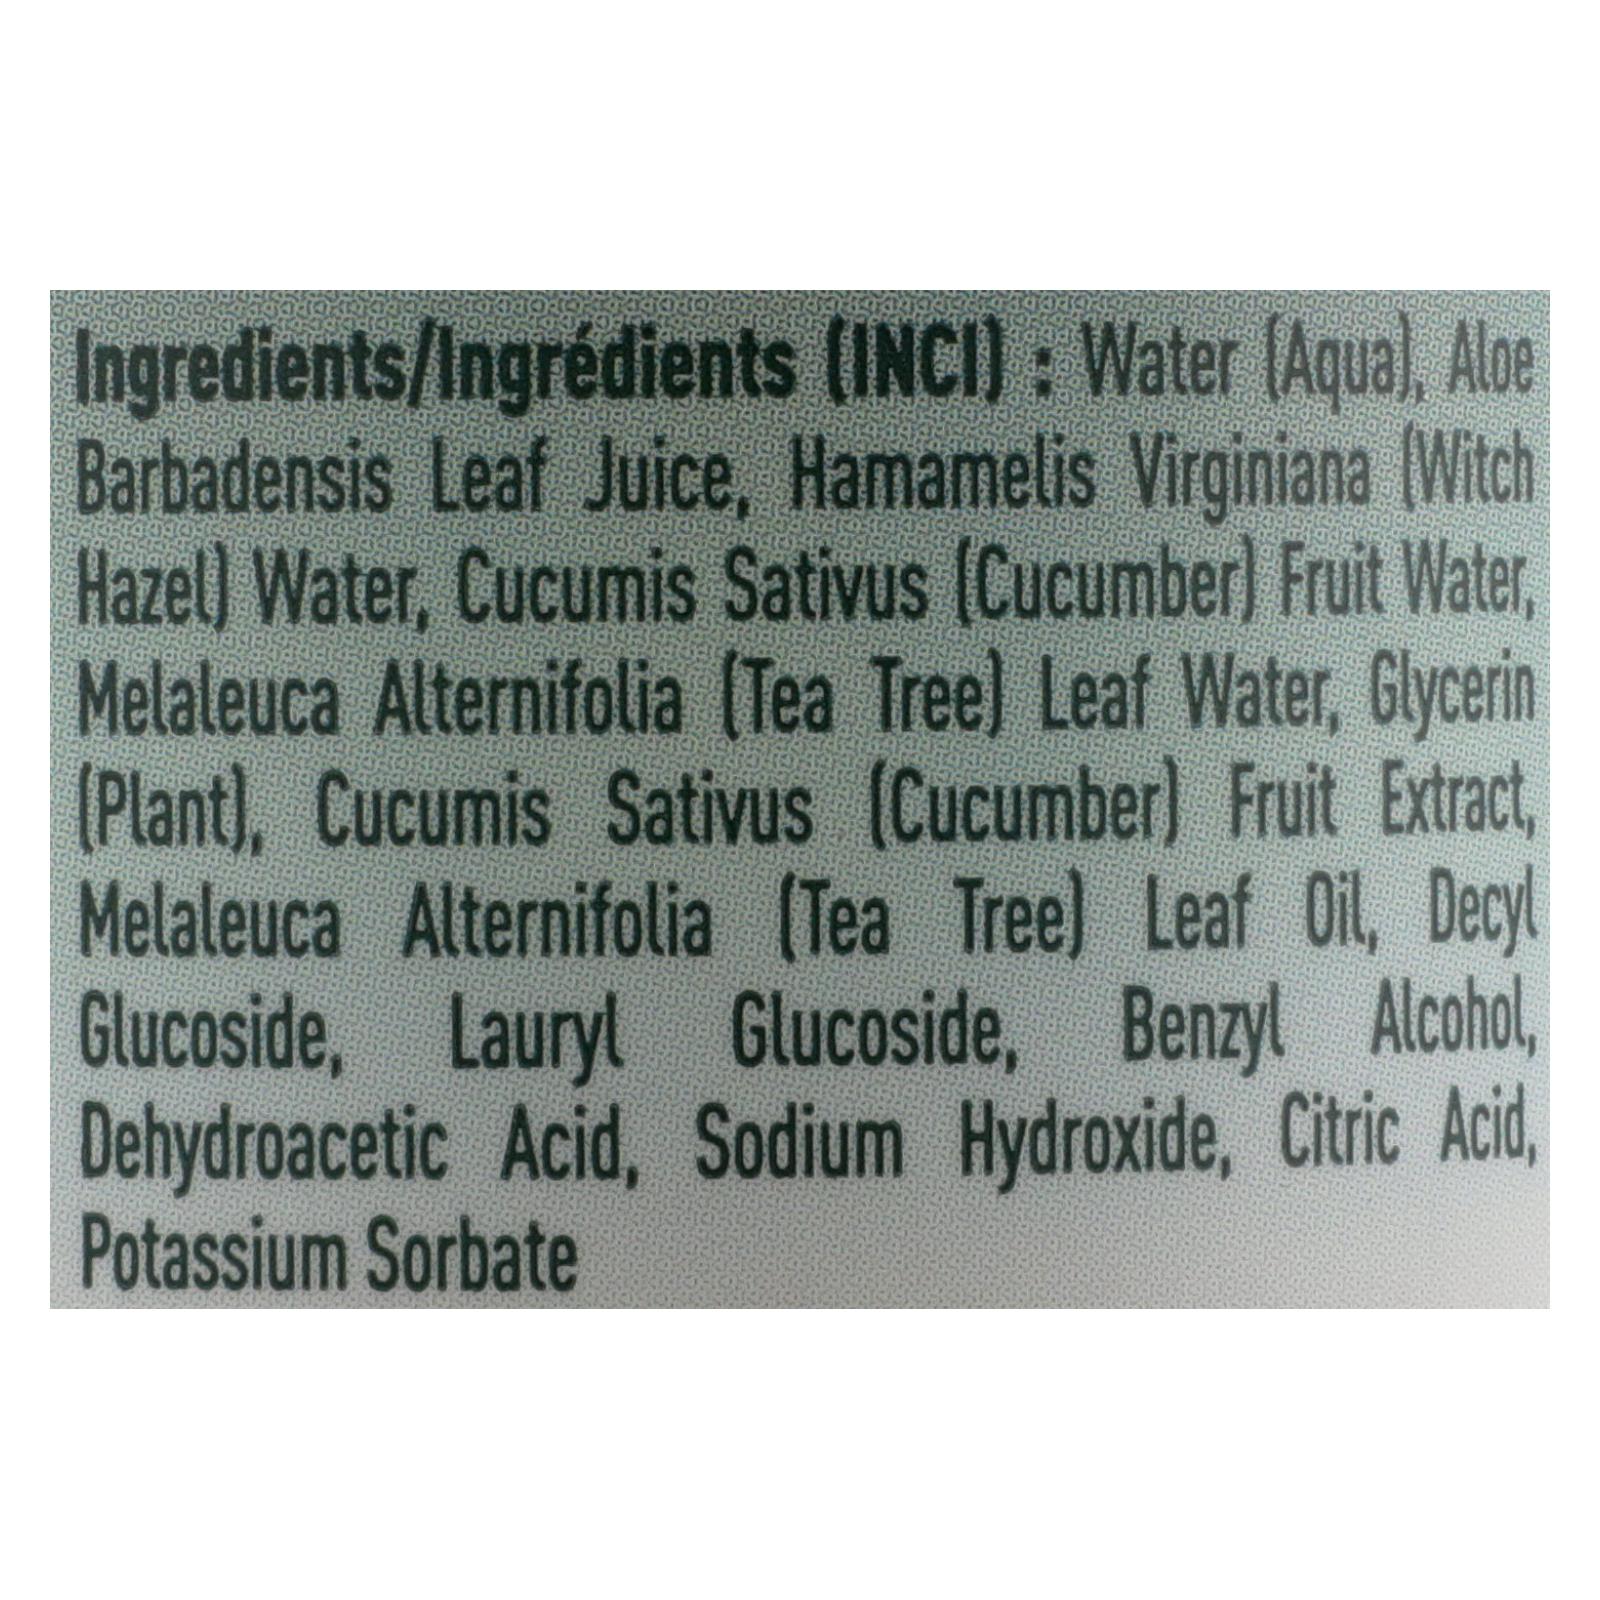 Ingredients/Ingrédients (INCI) : Water (Aqua), Aloe
Barbadensis Leaf Juice, Hamamelis Virginiana (Witch
Hazel) Water, Cucumis Sativus (Cucumber) Fruit Water,
Melaleuca Alternifolia (Tea Tree) Leaf Water, Glycerin
(Plant), Cucumis Sativus (Cucumber) Fruit Extract,
Melaleuca Alternifolia (Tea Tree) Leaf Oil, Decyl
Glucoside, Lauryl Glucoside, Benzyl Alcohol,
Dehydroacetic Acid, Sodium Hydroxide, Citric Acid,
Potassium Sorbate